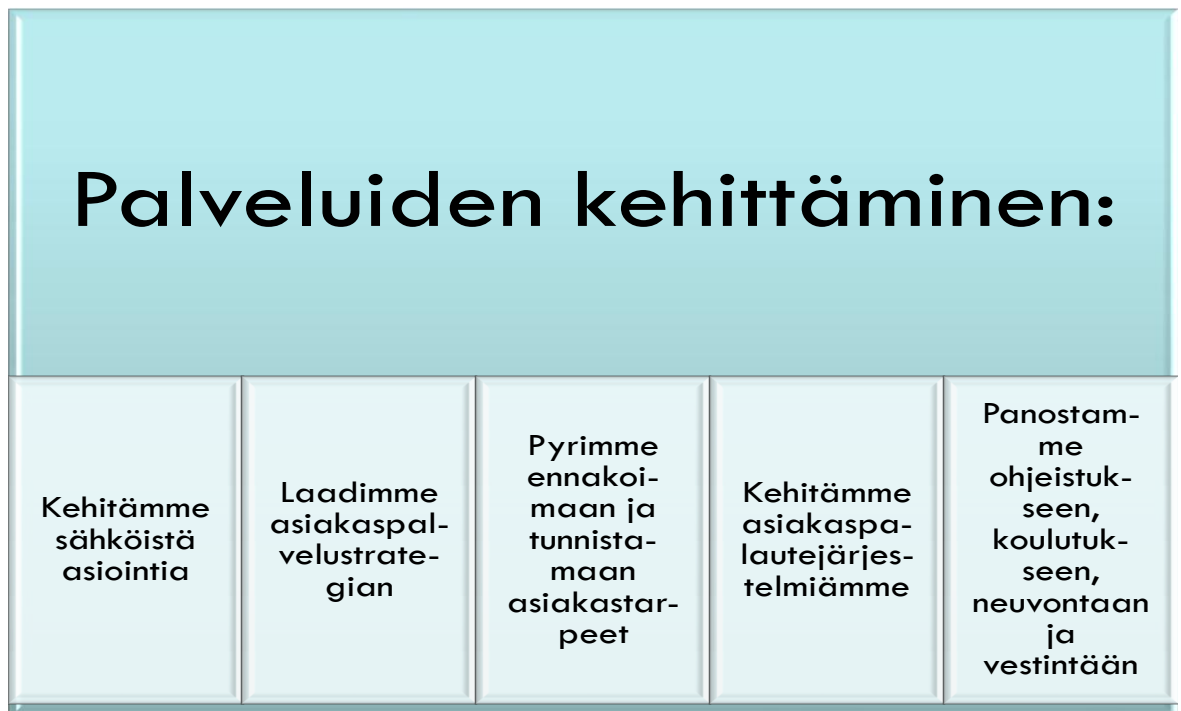 Palveluiden kehittäminen:
Kehitämme
sähköistä
asiointia
Laadimme
asiakaspal-
velustrate-
gian
Pyrimme
ennakoi-
maan ja
tunnista-
maan
asiakastar-
peet
Kehitämme
asiakaspa-
lautejärjes-
telmiämme
Panostam-
me
ohjeistuk-
seen,
koulutuk-
seen,
neuvontaan
ja
vestintään